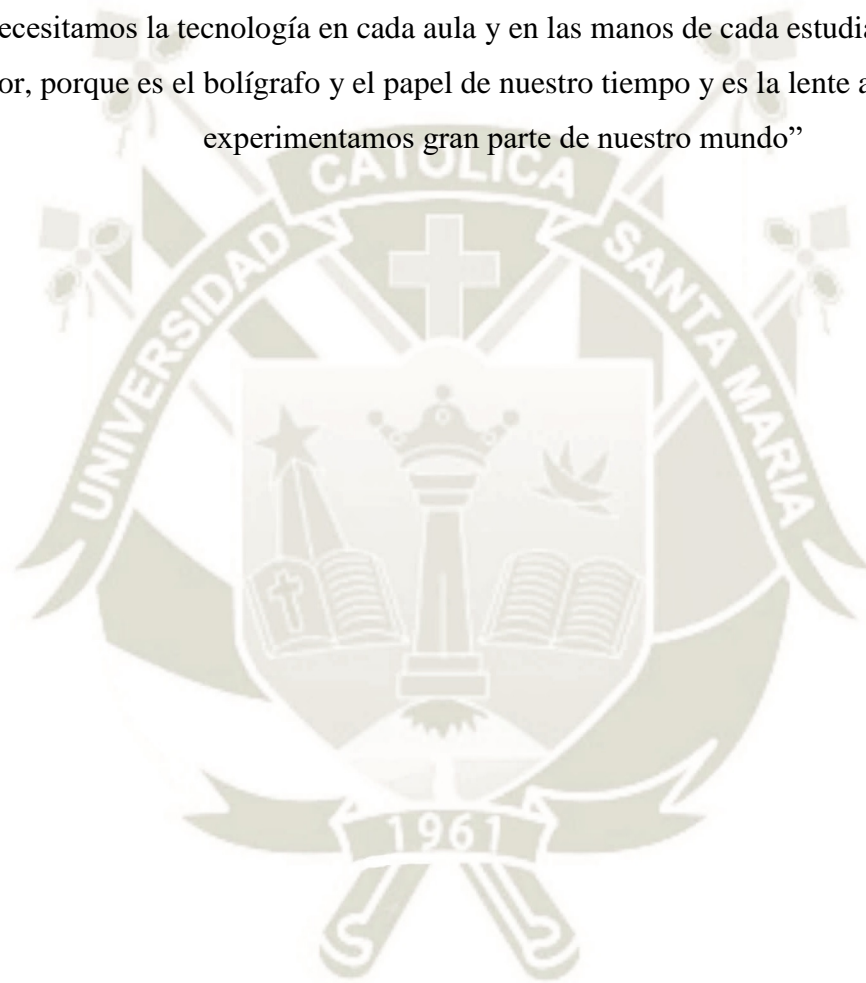 ecesitamos la tecnología en cada aula y en las manos de cada estudia
or, porque es el bolígrafo y el papel de nuestro tiempo y es la lente a
experimentamos gran parte de nuestro mundo”
CATOLICA
UNIVERSIDAD
SANTA MARIA
1961